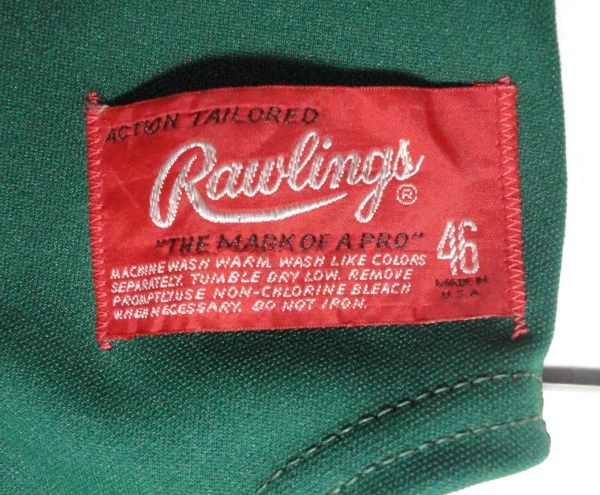 ACTION TAILORED
Rawlings®
"THE MARK OF A PRO"
46
MACHINE WASH WARM. WASH LIKE COLORS
SEPARATELY. TUMBLE DRY LOW. REMOVE
PROMPTLY.USE NON-CHLORINE BLEACH
WHEN NECESSARY. DO NOT IRON.
MADE IN
U.S.A.